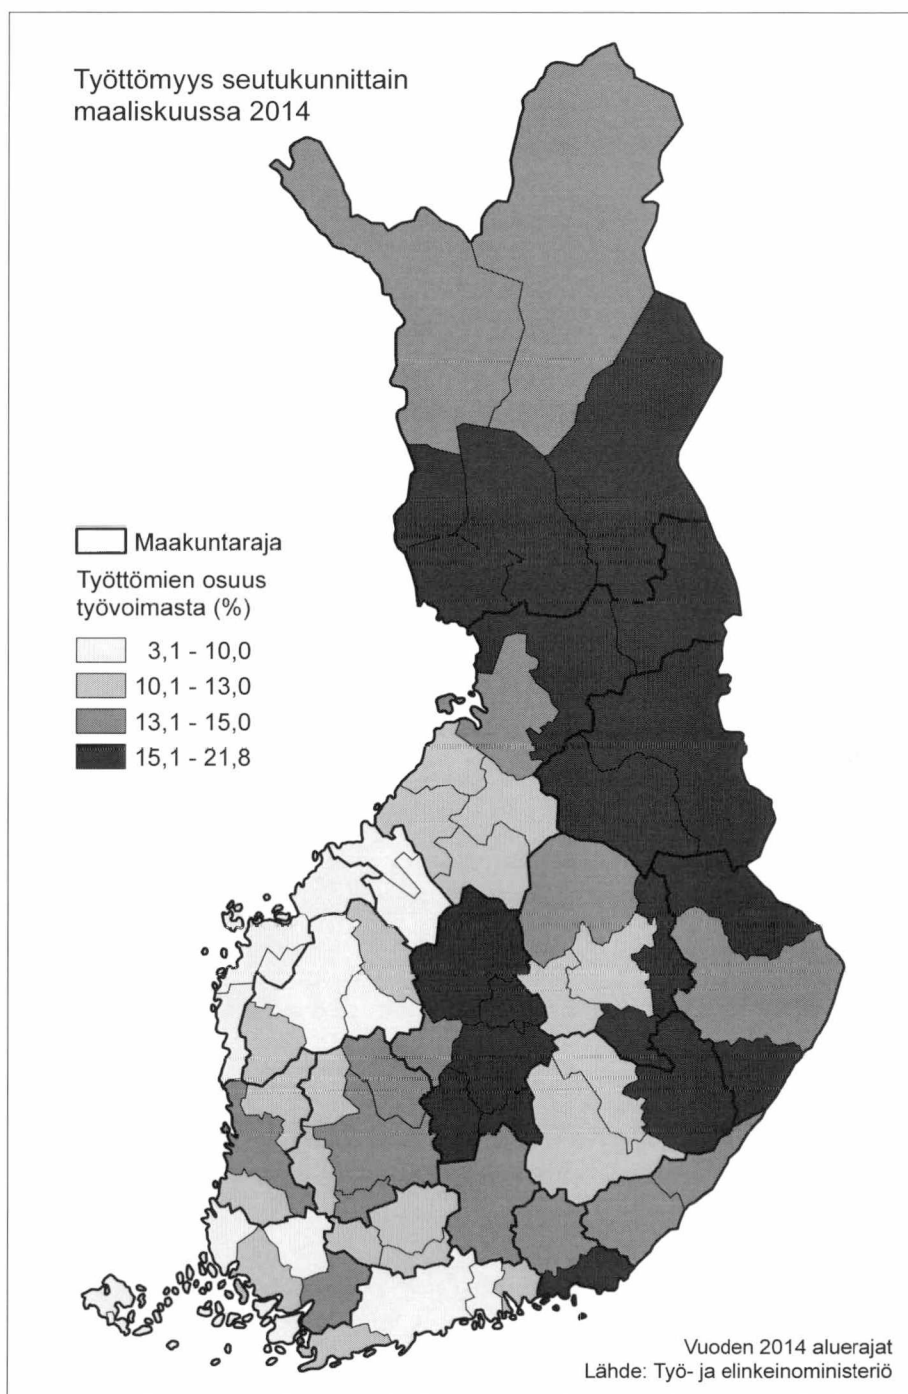 Työttömyys seutukunnittain
maaliskuussa 2014
Maakuntaraja
Työttömien osuus
työvoimasta (%)
3,1 - 10,0
10,1 - 13,0
13,1 - 15,0
15,1 - 21,8
Vuoden 2014 aluerajat
Lähde: Työ- ja elinkeinoministeriö